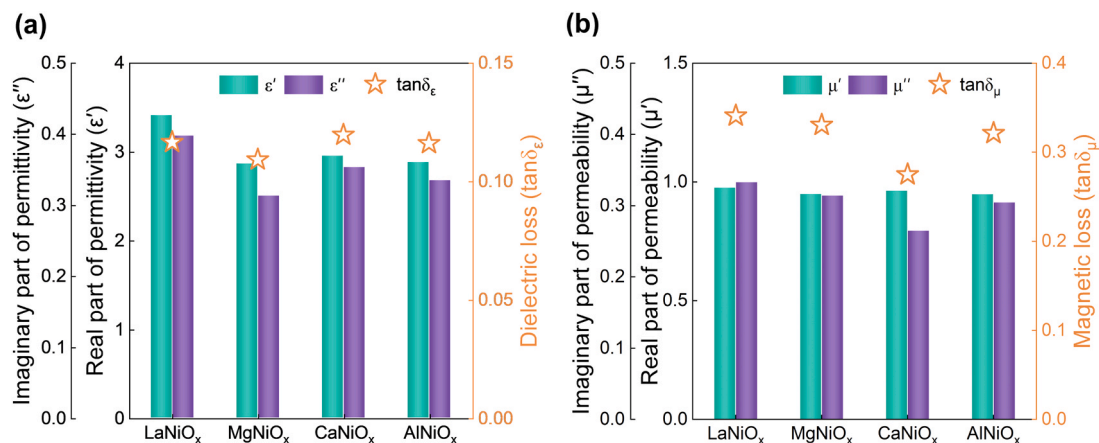 (a)
Imaginary part of permittivity (ε″)
0.5
0.4
0.3
0.2
0.1
0.0
Real part of permittivity (ε′)
4
3
2
1
0
ε′ ε′′ tanδε
0.15
0.10
0.05
0.00
Dielectric loss (tanδε)
LaNiOx MgNiOx CaNiOx AlNiOx
(b)
Imaginary part of permeability (μ″)
0.5
0.4
0.3
0.2
0.1
0.0
Real part of permeability (μ′)
1.5
1.0
0.5
0.0
μ′ μ′′ tanδμ
0.4
0.3
0.2
0.1
0.0
Magnetic loss (tanδμ)
LaNiOx MgNiOx CaNiOx AlNiOx